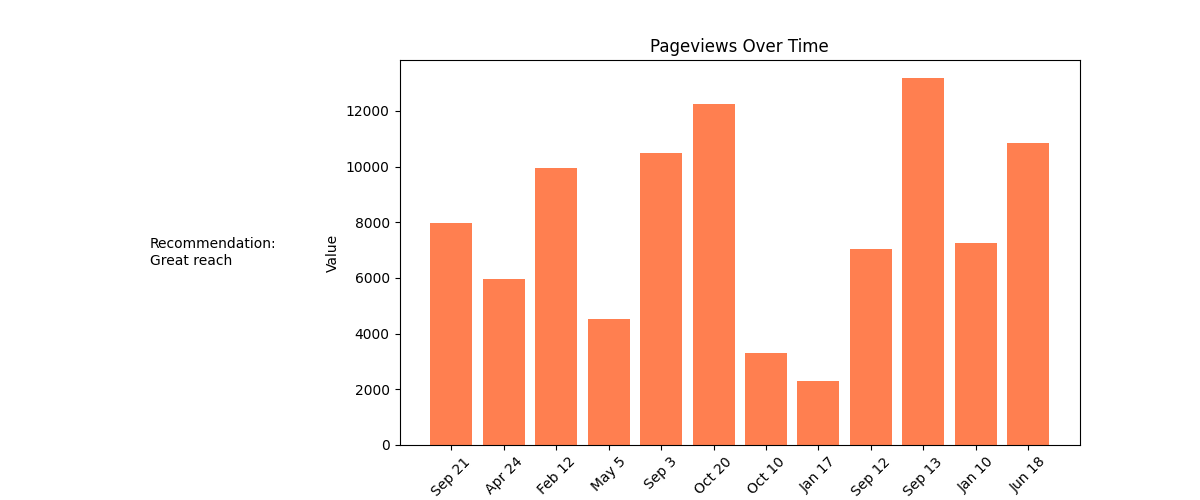 Pageviews Over Time
Recommendation:
Great reach
Value
12000
10000
8000
6000
4000
2000
0
Sep 21
Apr 24
Feb 12
May 5
Sep 3
Oct 20
Oct 10
Jan 17
Sep 12
Sep 13
Jan 10
Jun 18